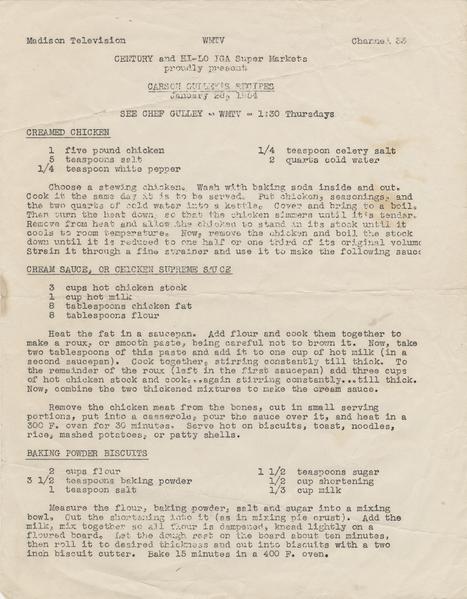 Madison Television WMTV Channel 33
CENTURY and HI-LO IGA Super Markets
proudly present
CARSON GULLEY'S RECIPES
January 28, 1954
SEE CHEF GULLEY -- WMTV - 1:30 Thursdays
CREAMED CHICKEN
1 five pound chicken 1/4 teaspoon celery salt
5 teaspoons salt 2 quarts cold water
1/4 teaspoon white pepper
Choose a stewing chicken. Wash with baking soda inside and out.
Cook it the same day it is to be served. Put chicken, seasonings, and
the two quarts of cold water into a kettle. Cover and bring to a boil.
Then turn the heat down, so that the chicken simmers until it is tender.
Remove from heat and allow the chicken to stand in its stock until it
cools to room temperature. Now, remove the chicken and boil the stock
down until it is reduced to one half or one third of its original volume
Strain it through a fine strainer and use it to make the following sauce
CREAM SAUCE, OR CHICKEN SUPREME SAUCE
3 cups hot chicken stock
1 cup hot milk
8 tablespoons chicken fat
8 tablespoons flour
Heat the fat in a saucepan. Add flour and cook them together to
make a roux, or smooth paste, being careful not to brown it. Now, take
two tablespoons of this paste and add it to one cup of hot milk (in a
second saucepan). Cook together, stirring constantly till thick. To
the remainder of the roux (left in the first saucepan) add three cups
of hot chicken stock and cook...again stirring constantly...till thick.
Now, combine the two thickened mixtures to make the cream sauce.
Remove the chicken meat from the bones, cut in small serving
portions, put into a casserole, pour the sauce over it, and heat in a
300 F. oven for 30 minutes. Serve hot on biscuits, toast, noodles,
rice, mashed potatoes, or patty shells.
BAKING POWDER BISCUITS
2 cups flour 1 1/2 teaspoons sugar
3 1/2 teaspoons baking powder 1/2 cup shortening
1 teaspoon salt 1/3 cup milk
Measure the flour, baking powder, salt and sugar into a mixing
bowl. Cut the shortening into it (as in mixing pie crust). Add the
milk, mix together so all flour is dampened, knead lightly on a
floured board. Let the dough rest on the board about ten minutes,
then roll it to desired thickness and cut into biscuits with a two
inch biscuit cutter. Bake 15 minutes in a 400 F. oven.